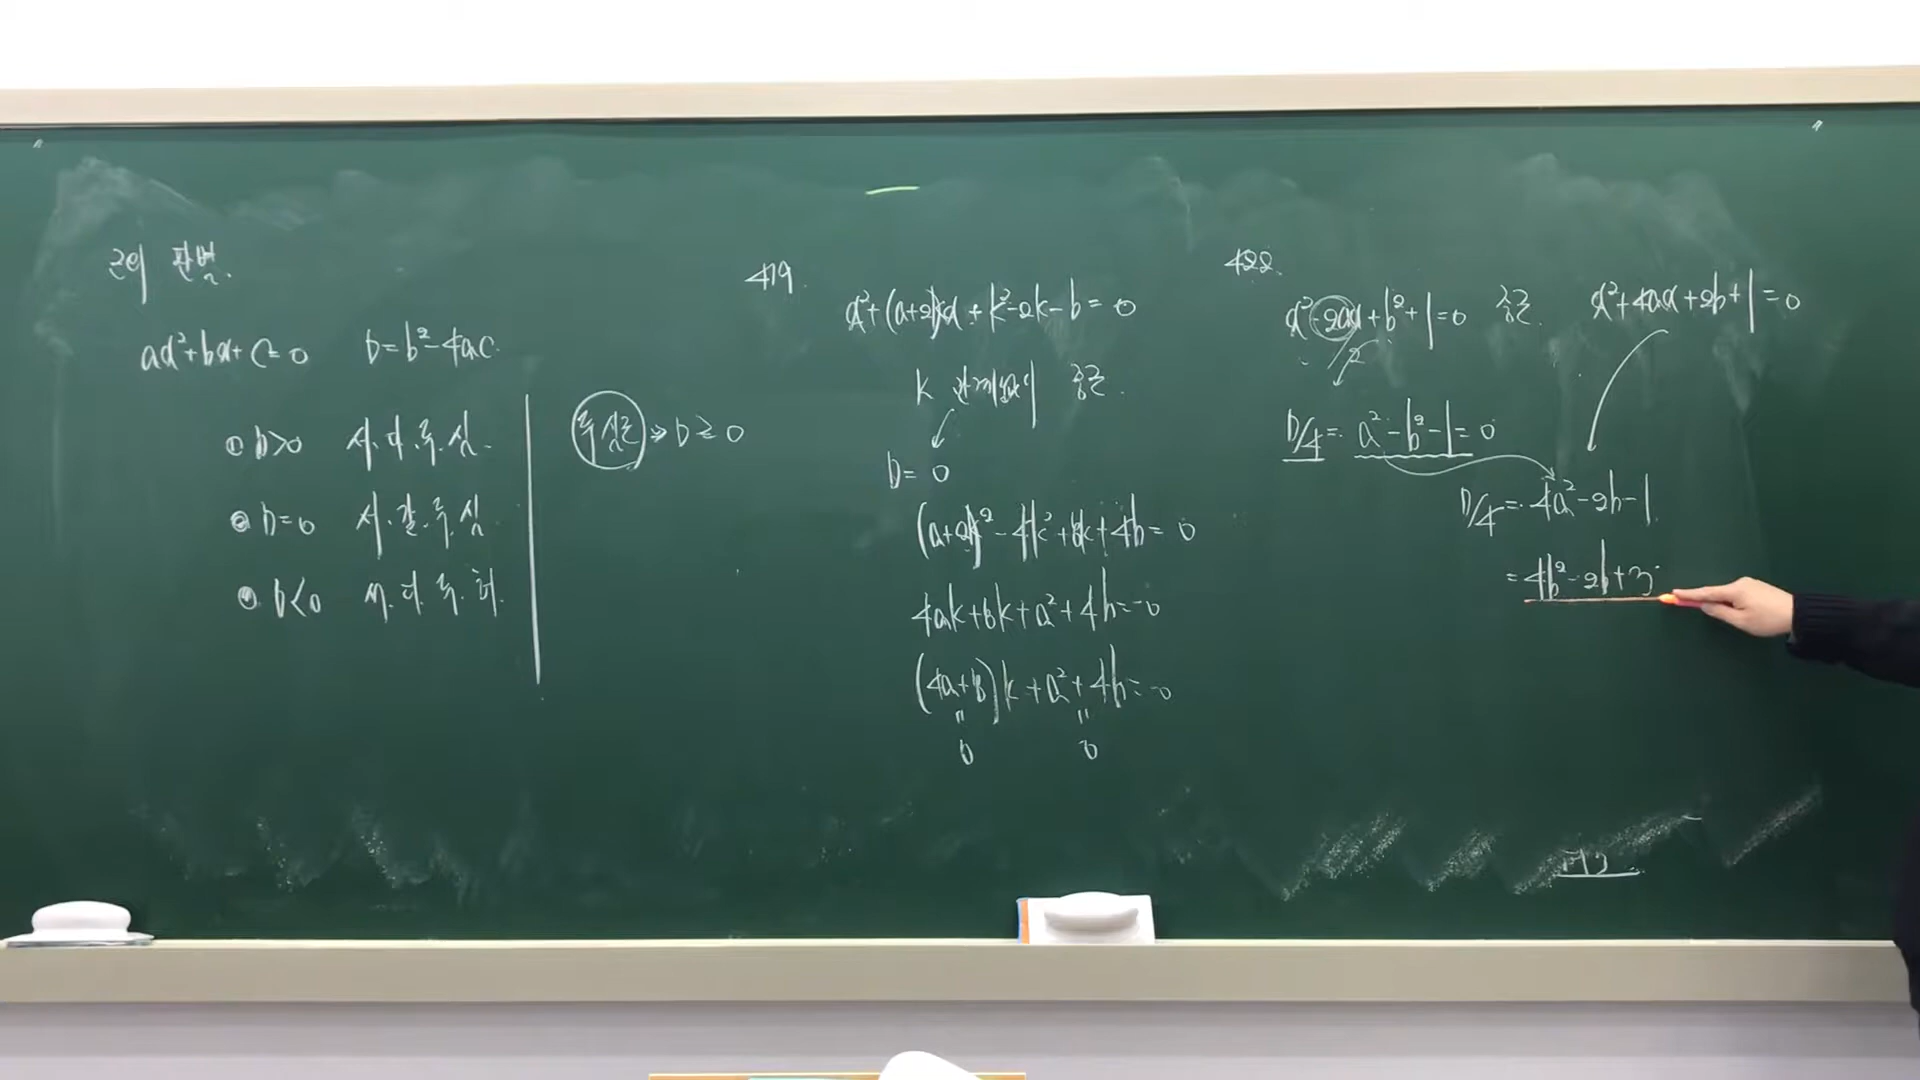 근의 판별.
ax²+bx+c=0 D=b²-4ac.
① D>0 서.다.두.실.
② D=0 서.같.두.실
③ D<0 서.다.두.허.
두 실근 → D≥0
419.
x²+(a+2k)x+k²-2k-b=0
k 관계없이 중근.
D=0
(a+2k)²-4k²+8k+4b=0
4ak+8k+a²+4b=0
(4a+8)k+a²+4b=0
" "
0 0
422.
x²-2ax+b²+1=0 중근. x²+4ax+2b+1=0
2
D/4=a²-b²-1=0
D/4=4a²-2b-1
=4b²-2b+3